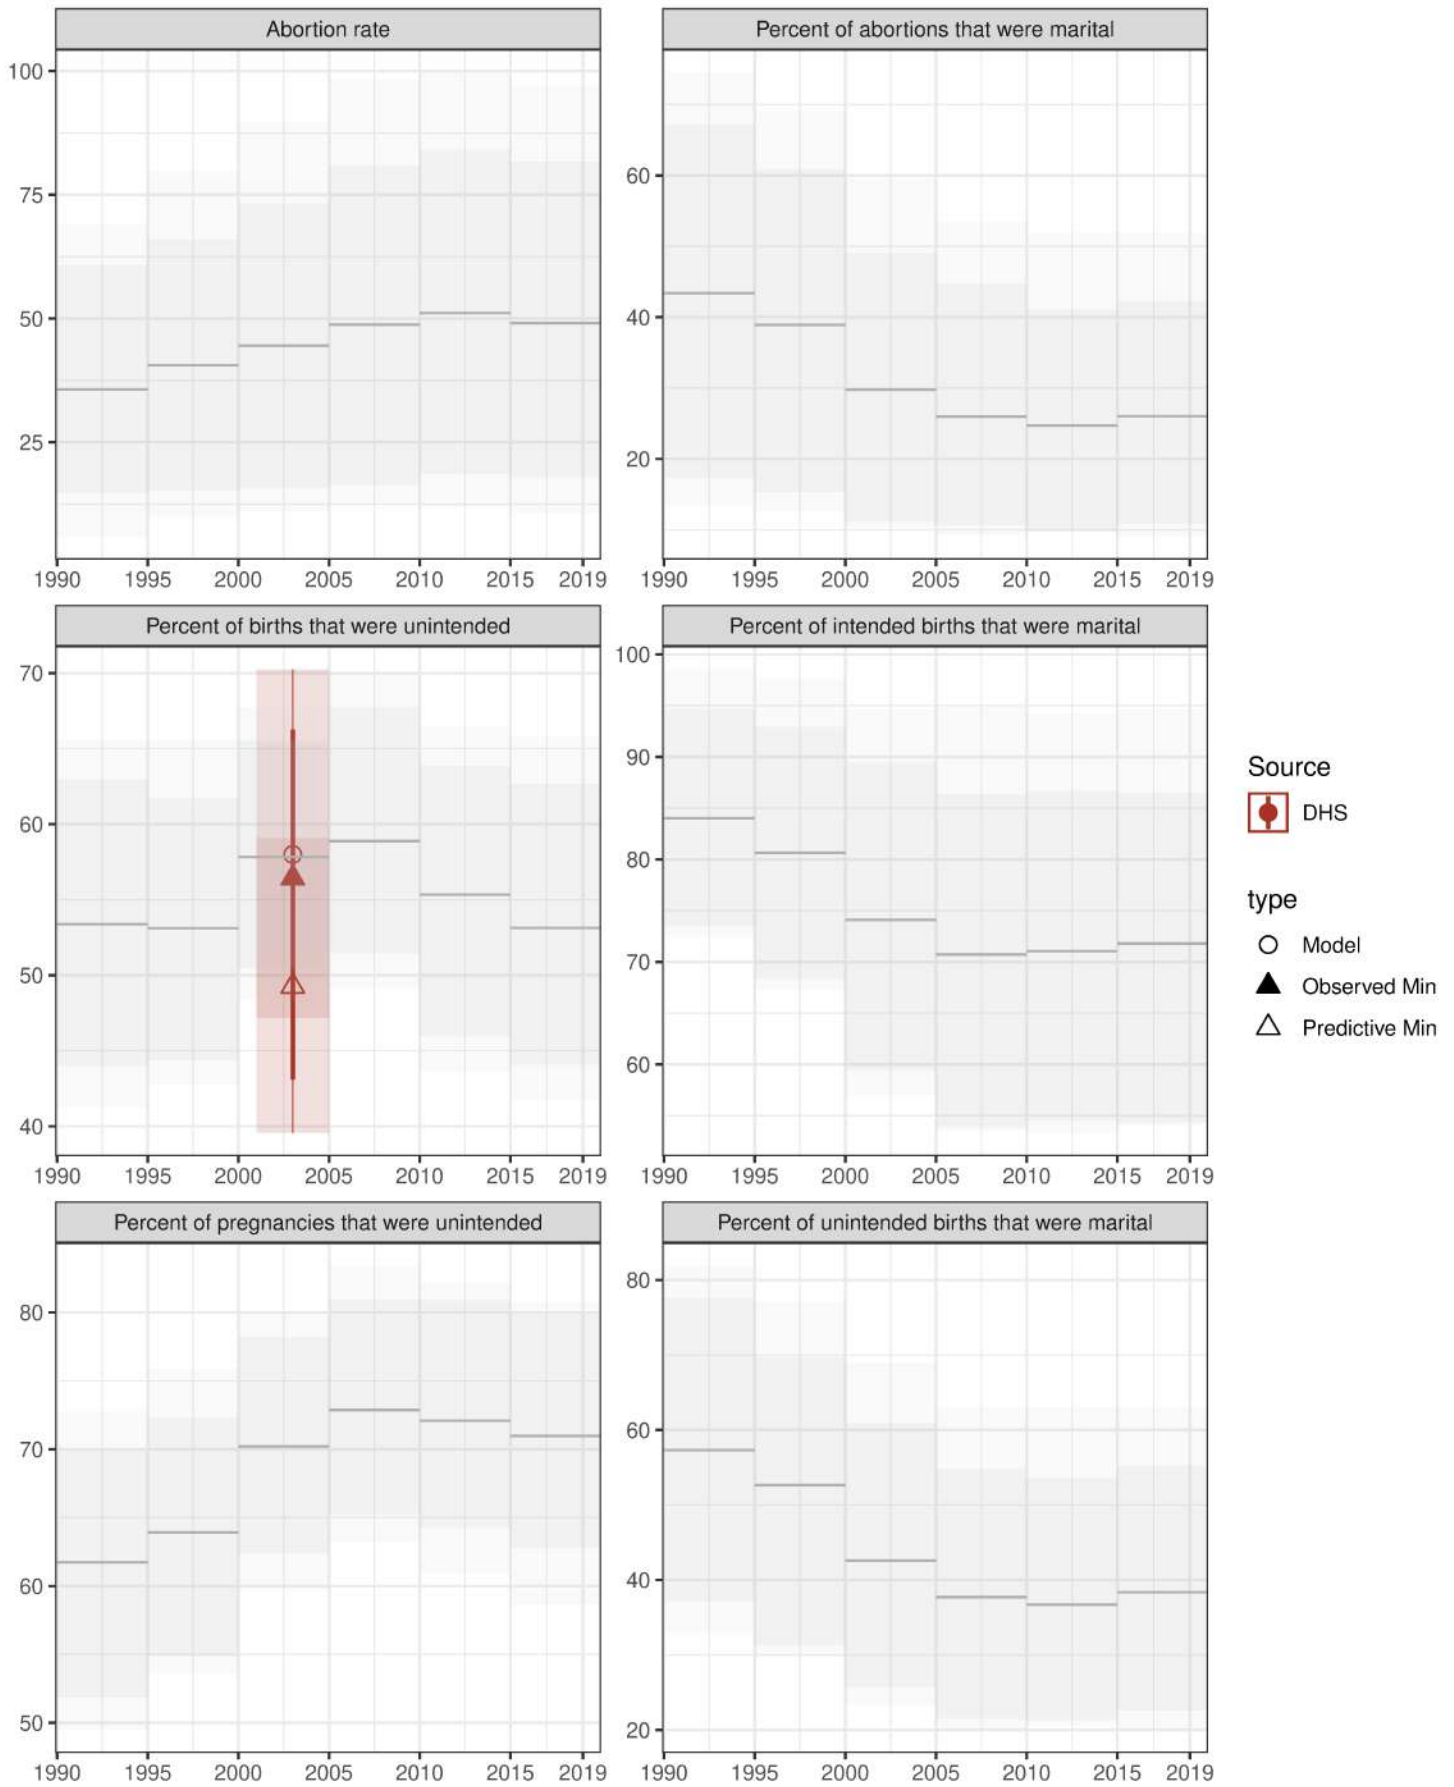 Abortion rate
100
75
50
25
1990 1995 2000 2005 2010 2015 2019
Percent of abortions that were marital
60
40
20
1990 1995 2000 2005 2010 2015 2019
Percent of births that were unintended
70
60
50
40
1990 1995 2000 2005 2010 2015 2019
Percent of intended births that were marital
100
90
80
70
60
1990 1995 2000 2005 2010 2015 2019
Percent of pregnancies that were unintended
80
70
60
50
1990 1995 2000 2005 2010 2015 2019
Percent of unintended births that were marital
80
60
40
20
1990 1995 2000 2005 2010 2015 2019
Source
DHS
type
Model
Observed Min
Predictive Min